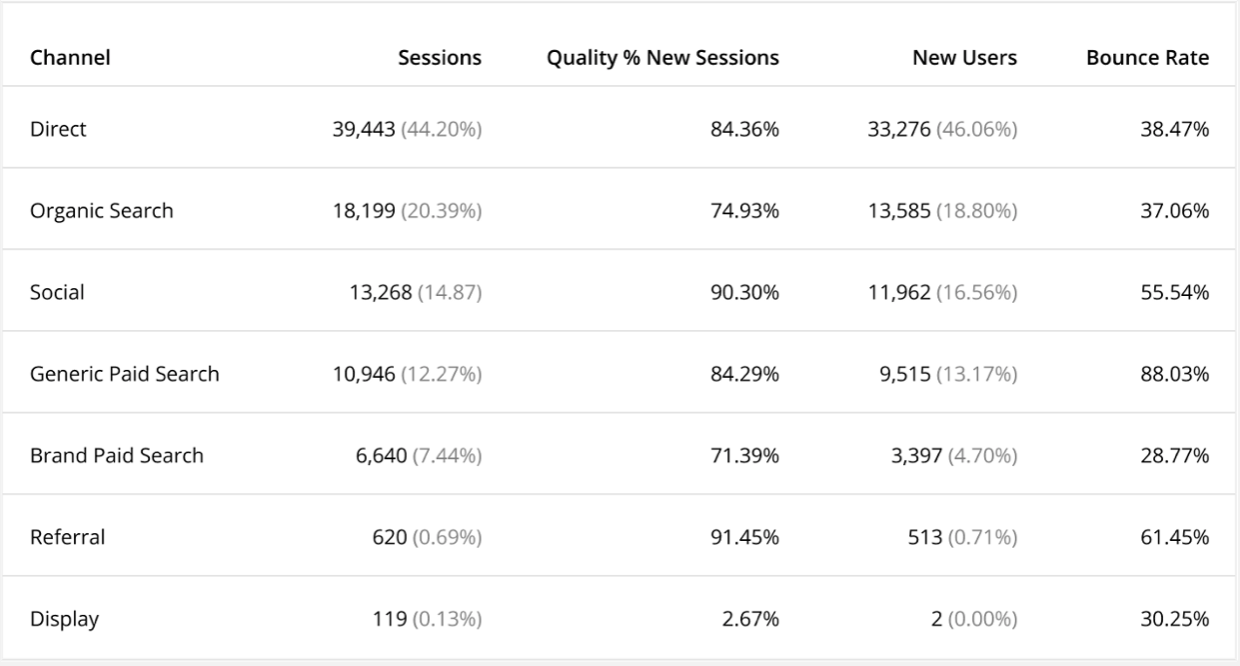 Channel Sessions Quality % New Sessions New Users Bounce Rate
Direct 39,443 (44.20%) 84.36% 33,276 (46.06%) 38.47%
Organic Search 18,199 (20.39%) 74.93% 13,585 (18.80%) 37.06%
Social 13,268 (14.87) 90.30% 11,962 (16.56%) 55.54%
Generic Paid Search 10,946 (12.27%) 84.29% 9,515 (13.17%) 88.03%
Brand Paid Search 6,640 (7.44%) 71.39% 3,397 (4.70%) 28.77%
Referral 620 (0.69%) 91.45% 513 (0.71%) 61.45%
Display 119 (0.13%) 2.67% 2 (0.00%) 30.25%